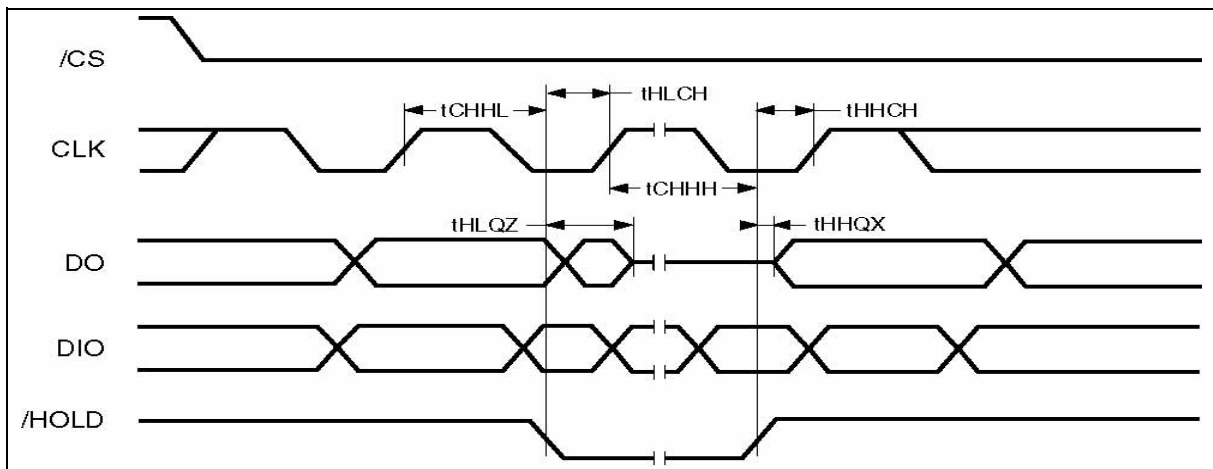 /CS
tHLCH
tCHHL
tHHCH
CLK
tCHHH
tHLQZ
tHHQX
DO
DIO
/HOLD